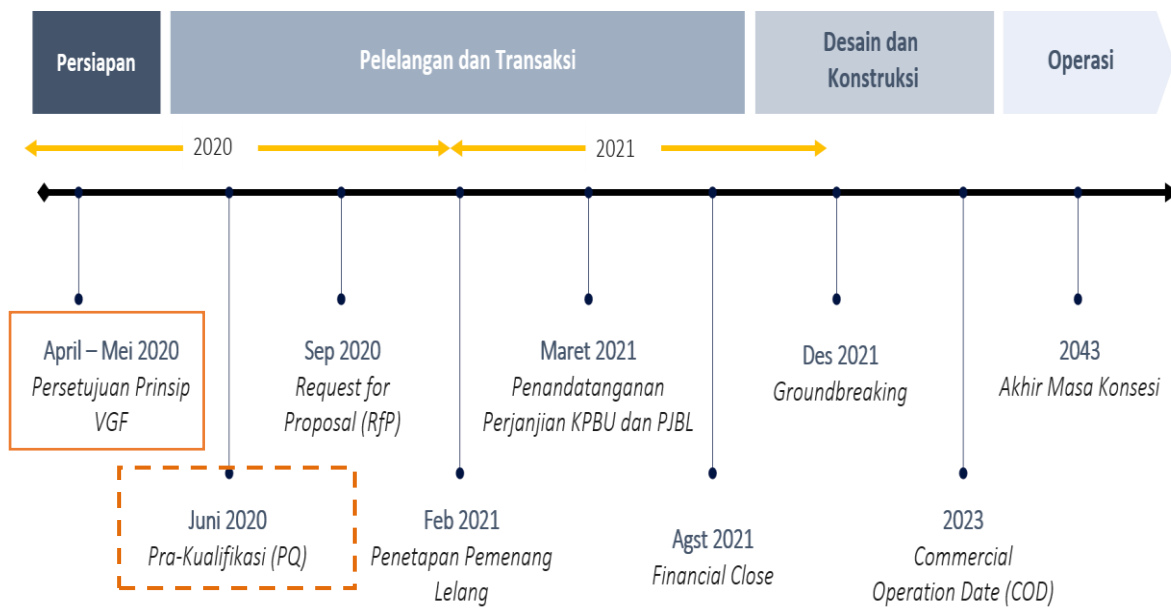 Persiapan
Pelelangan dan Transaksi
Desain dan
Konstruksi
Operasi
2020
2021
April – Mei 2020
Persetujuan Prinsip
VGF
Juni 2020
Pra-Kualifikasi (PQ)
Sep 2020
Request for
Proposal (RfP)
Feb 2021
Penetapan Pemenang
Lelang
Maret 2021
Penandatanganan
Perjanjian KPBU dan PJBL
Agst 2021
Financial Close
Des 2021
Groundbreaking
2023
Commercial
Operation Date (COD)
2043
Akhir Masa Konsesi